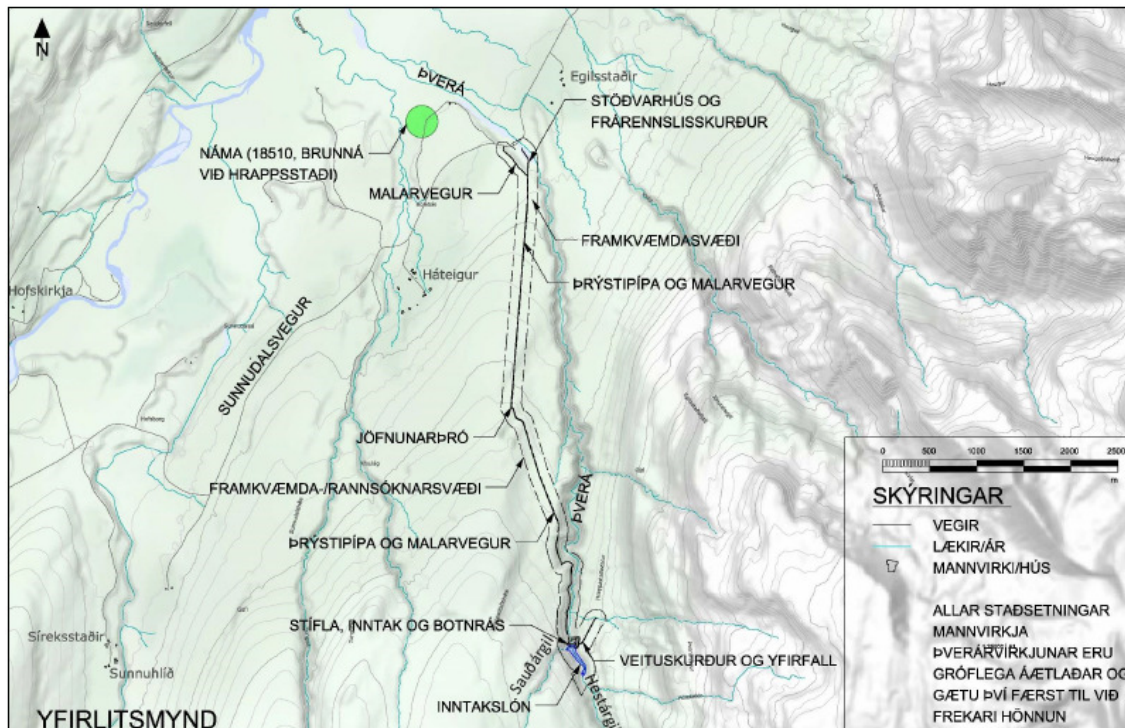 N
ÞVERÁ
Egilsstaðir
STÖÐVARHÚS OG
FRÁRENNSLISSKURÐUR
NÁMA (18510, BRUNNÁ
VIÐ HRAPPSSTAÐI)
MALARVEGUR
FRAMKVÆMDASVÆÐI
Háteigur
ÞRÝSTIPÍPA OG MALARVEGUR
Hofskirkja
SUNNUDALSVEGUR
JÖFNUNARÞRÓ
FRAMKVÆMDA-/RANNSÓKNARSVÆÐI
ÞVERÁ
ÞRÝSTIPÍPA OG MALARVEGUR
STÍFLA, INNTAK OG BOTNRÁS
VEITUSKURÐUR OG YFIRFALL
Síreksstaðir
Sunnuhlíð
Sauðárgil
Hestárgil
INNTAKSLÓN
YFIRLITSMYND
0 500 1000 1500 2000 2500
m
SKÝRINGAR
VEGIR
LÆKIR/ÁR
MANNVIRKI/HÚS
ALLAR STAÐSETNINGAR
MANNVIRKJA
ÞVERÁRVIRKJUNAR ERU
GRÓFLEGA ÁÆTLAÐAR OG
GÆTU ÞVÍ FÆRST TIL VIÐ
FREKARI HÖNNUN